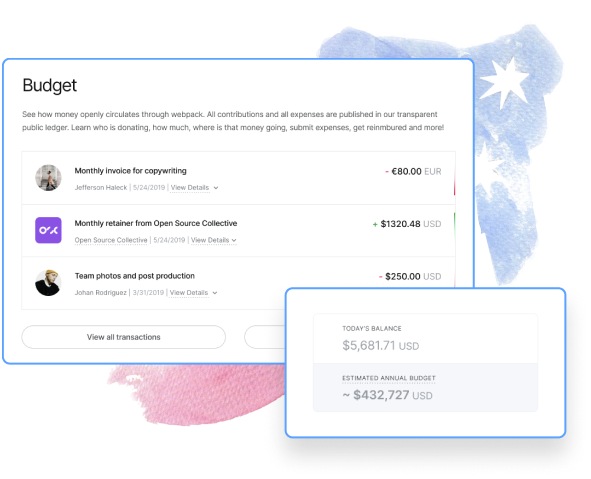 Budget
See how money openly circulates through webpack. All contributions and all expenses are published in our transparent
public ledger. Learn who is donating, how much, where is that money going, submit expenses, get reinmbured and more!
Monthly invoice for copywriting
- €80.00 EUR
Jefferson Haleck | 5/24/2019 | View Details
Monthly retainer from Open Source Collective
+ $1320.48 USD
Open Source Collective | 5/24/2019 | View Details
Team photos and post production
- $250.00 USD
Johan Rodriguez | 3/31/2019 | View Details
View all transactions
TODAY'S BALANCE
$5,681.71 USD
ESTIMATED ANNUAL BUDGET
~ $432,727 USD